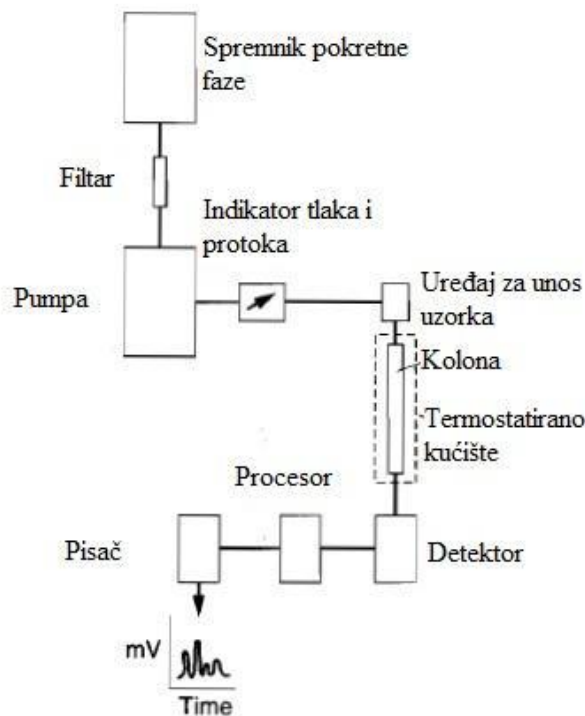 Spremnik pokretne
faze
Filtar
Indikator tlaka i
protoka
Pumpa
Uređaj za unos
uzorka
Kolona
Termostatirano
kućište
Procesor
Pisač
Detektor
mV
Time